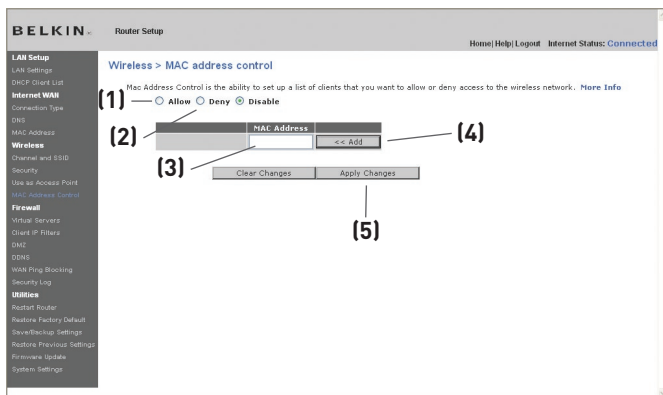 BELKIN®
Router Setup
Home|Help|Logout Internet Status: Connected
LAN Setup
LAN Settings
DHCP Client List
Internet WAN
Connection Type
DNS
MAC Address
Wireless
Channel and SSID
Security
Use as Access Point
MAC Address Control
Firewall
Virtual Servers
Client IP Filters
DMZ
DDNS
WAN Ping Blocking
Security Log
Utilities
Restart Router
Restore Factory Default
Save/Backup Settings
Restore Previous Settings
Firmware Update
System Settings
Wireless > MAC address control
Mac Address Control is the ability to set up a list of clients that you want to allow or deny access to the wireless network. More Info
(1) Allow Deny Disable
(2)
MAC Address
<< Add
(4)
(3)
Clear Changes Apply Changes
(5)